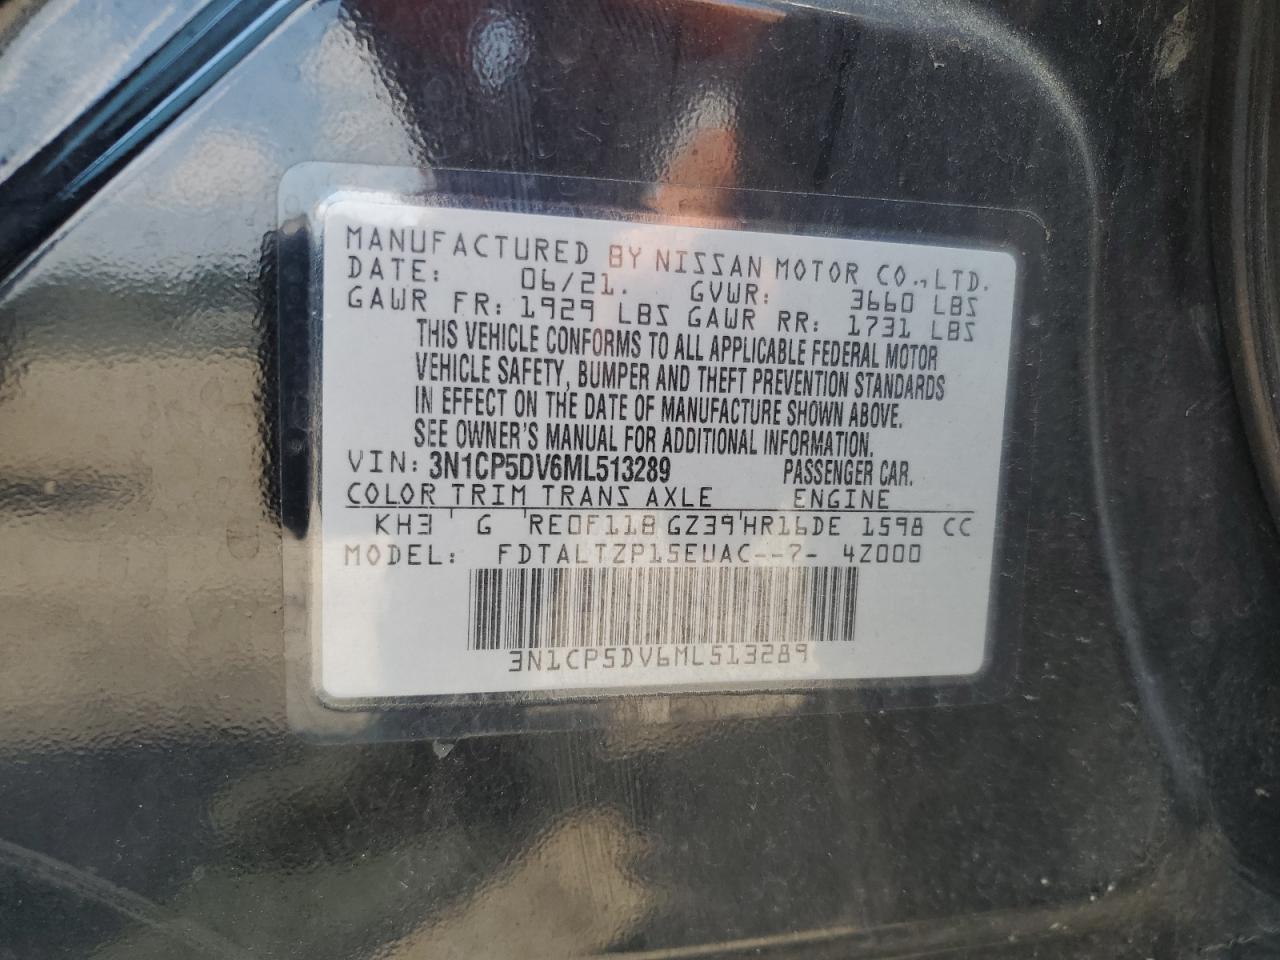 MANUFACTURED BY NISSAN MOTOR CO., LTD.
DATE: 06/21. GVWR: 3660 LBS
GAWR FR: 1929 LBS GAWR RR: 1731 LBS
THIS VEHICLE CONFORMS TO ALL APPLICABLE FEDERAL MOTOR
VEHICLE SAFETY, BUMPER AND THEFT PREVENTION STANDARDS
IN EFFECT ON THE DATE OF MANUFACTURE SHOWN ABOVE.
SEE OWNER'S MANUAL FOR ADDITIONAL INFORMATION.
VIN: 3N1CP5DV6ML513289 PASSENGER CAR.
COLOR TRIM TRANS AXLE ENGINE
KH3 ' G ' RE0F11B GZ39'HR16DE 1598 CC
MODEL: FDTALTZP15EUAC--7- 4Z000
3N1CP5DV6ML513289